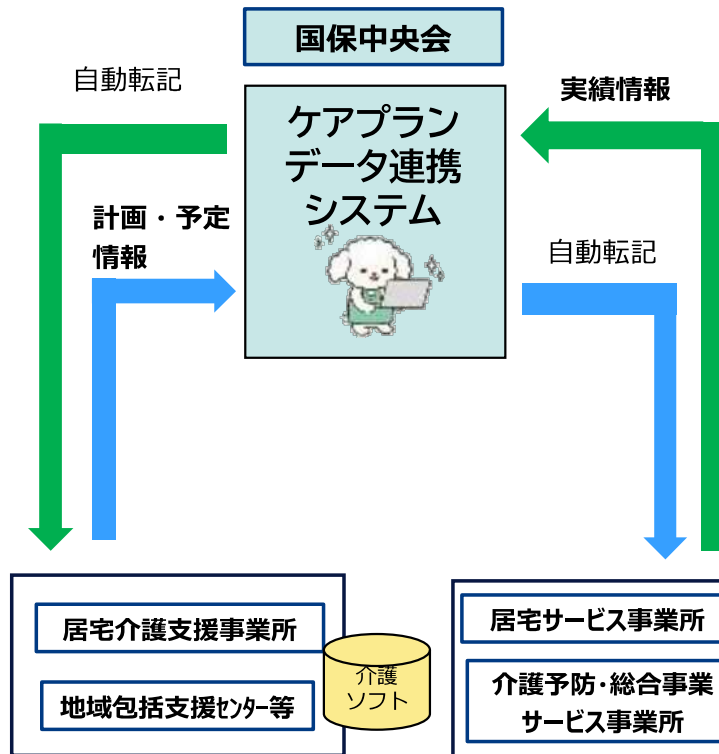 国保中央会
自動転記
実績情報
ケアプラン
データ連携
システム
計画・予定
情報
自動転記
居宅介護支援事業所
地域包括支援センター等
介護
ソフト
居宅サービス事業所
介護予防・総合事業
サービス事業所